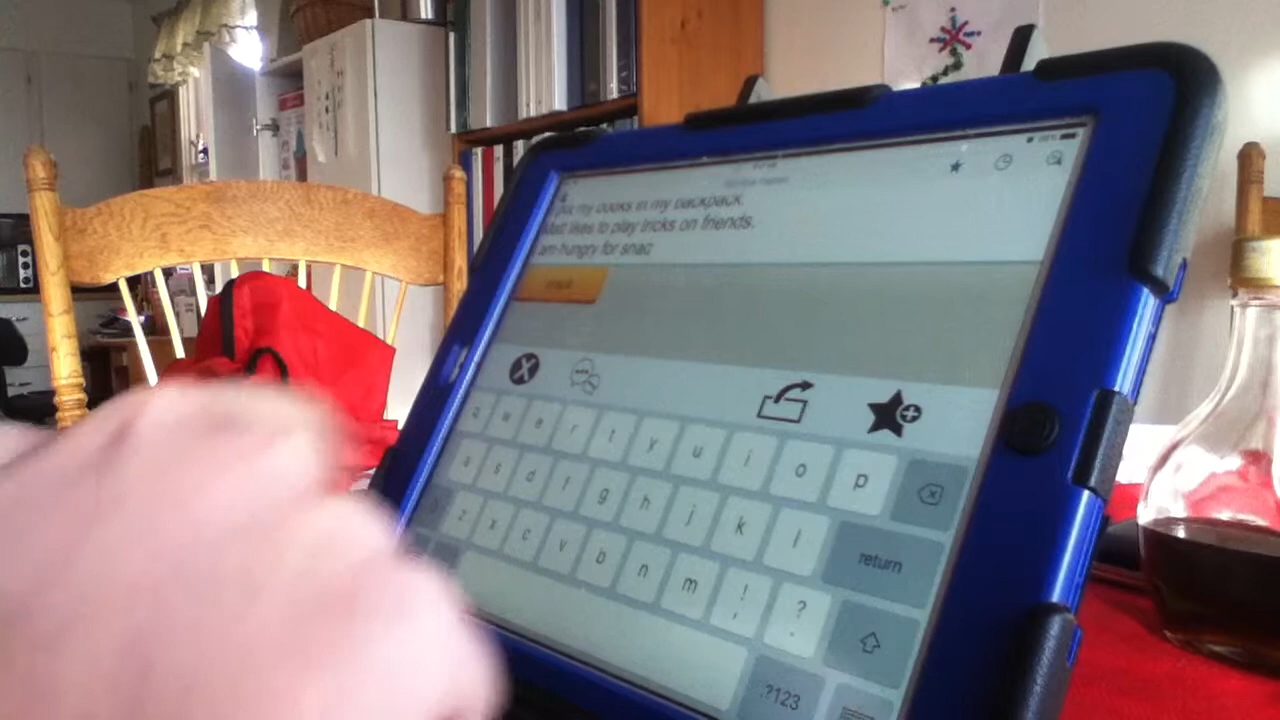 put my books in my backpack.
Matt likes to play tricks on friends.
I am hungry for snac
snack
q w e r t y u i o p
a s d f g h j k l return
z x c v b n m ! , ? .
.?123